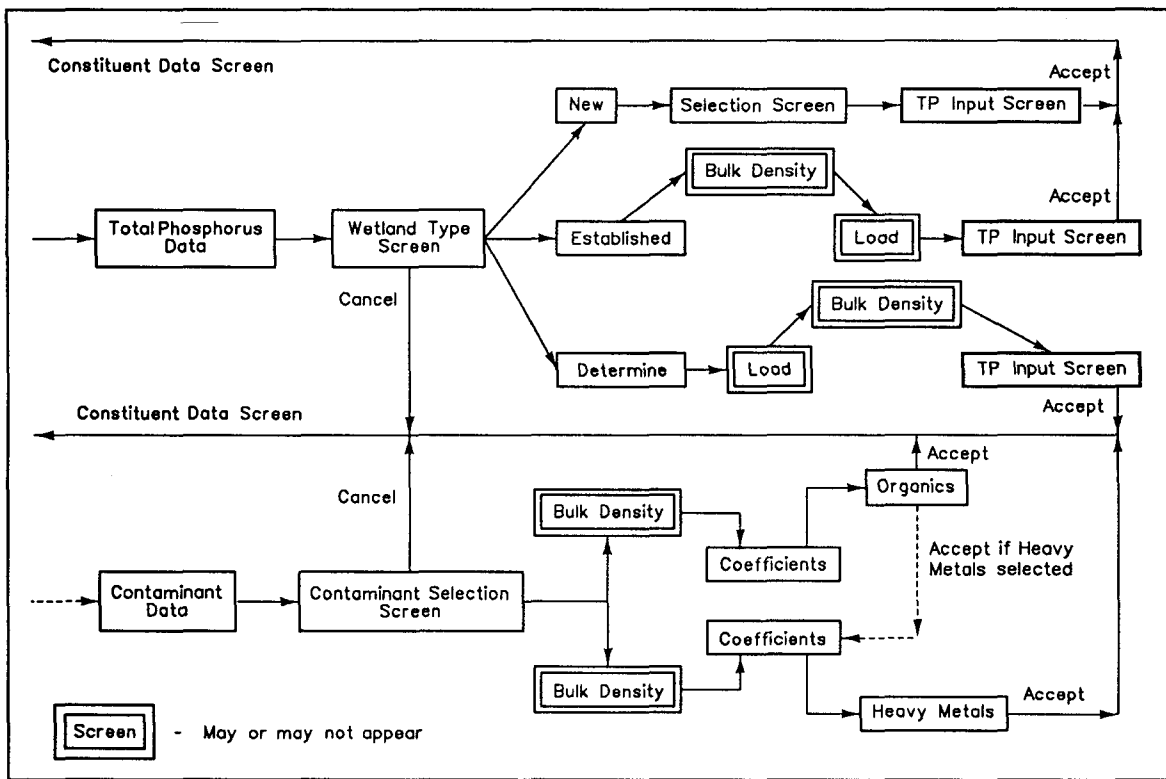 Constituent Data Screen
Accept
New
Selection Screen
TP Input Screen
Bulk Density
Accept
Total Phosphorus
Data
Wetland Type
Screen
Established
Load
TP Input Screen
Cancel
Bulk Density
Determine
Load
TP Input Screen
Accept
Constituent Data Screen
Accept
Cancel
Organics
Bulk Density
Coefficients
Accept if Heavy
Metals selected
Contaminant
Data
Contaminant Selection
Screen
Coefficients
Bulk Density
Heavy Metals
Accept
Screen
- May or may not appear